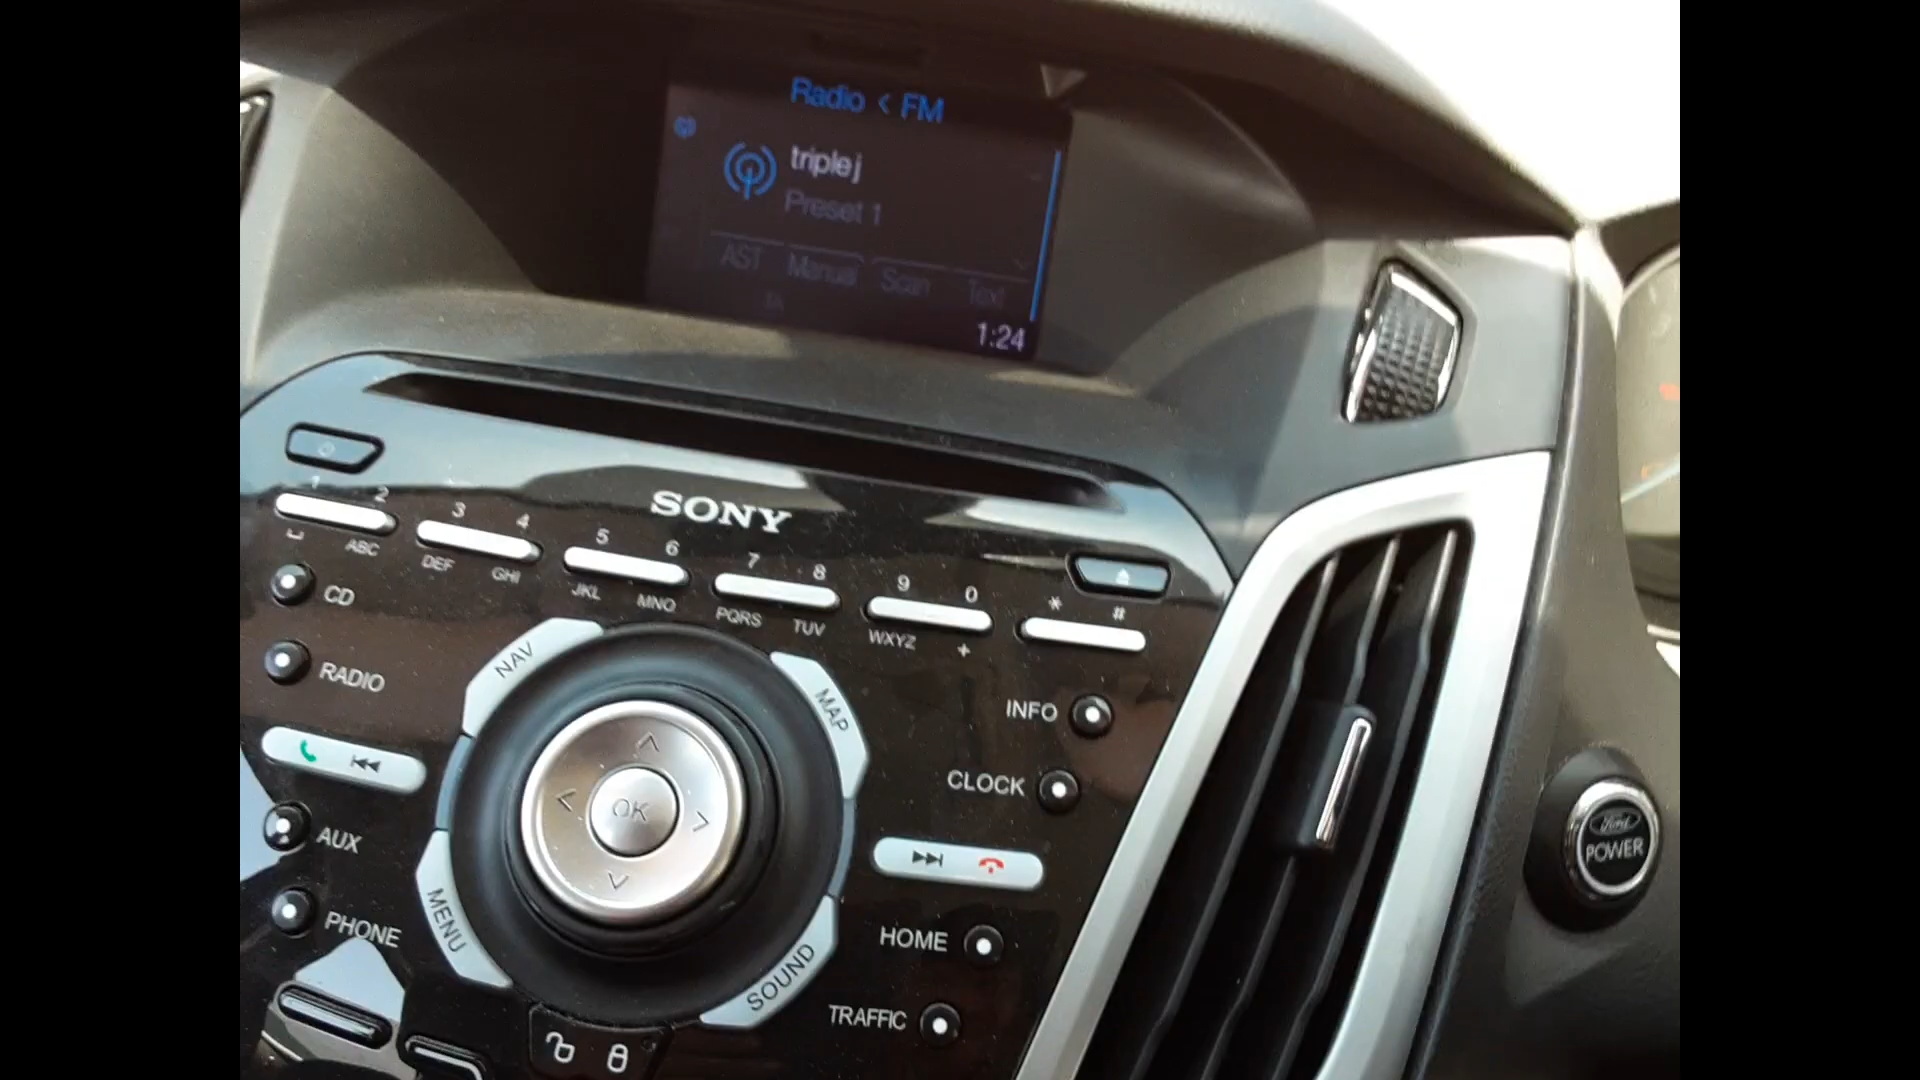 Radio < FM
triple j
Preset 1
AST Manual Scan Text
TA
1:24
SONY
1 2 3 4 5 6 7 8 9 0 * #
ABC DEF GHI JKL MNO PQRS TUV WXYZ +
CD
RADIO
AUX
PHONE
NAV
MAP
OK
MENU
SOUND
INFO
CLOCK
HOME
TRAFFIC
Ford
POWER